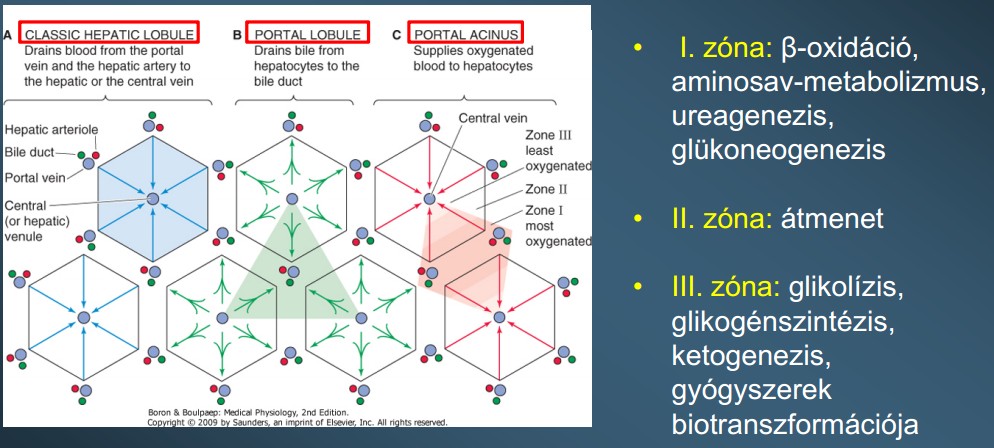 A CLASSIC HEPATIC LOBULE
Drains blood from the portal
vein and the hepatic artery to
the hepatic or the central vein
B PORTAL LOBULE
Drains bile from
hepatocytes to the
bile duct
C PORTAL ACINUS
Supplies oxygenated
blood to hepatocytes
Hepatic arteriole
Bile duct
Portal vein
Central
(or hepatic)
venule
Central vein
Zone III
least
oxygenated
Zone II
Zone I
most
oxygenated
Boron & Boulpaep: Medical Physiology, 2nd Edition.
Copyright © 2009 by Saunders, an imprint of Elsevier, Inc. All rights reserved.
• I. zóna: β-oxidáció,
aminosav-metabolizmus,
ureagenezis,
glükoneogenezis
• II. zóna: átmenet
• III. zóna: glikolízis,
glikogénszintézis,
ketogenezis,
gyógyszerek
biotranszformációja